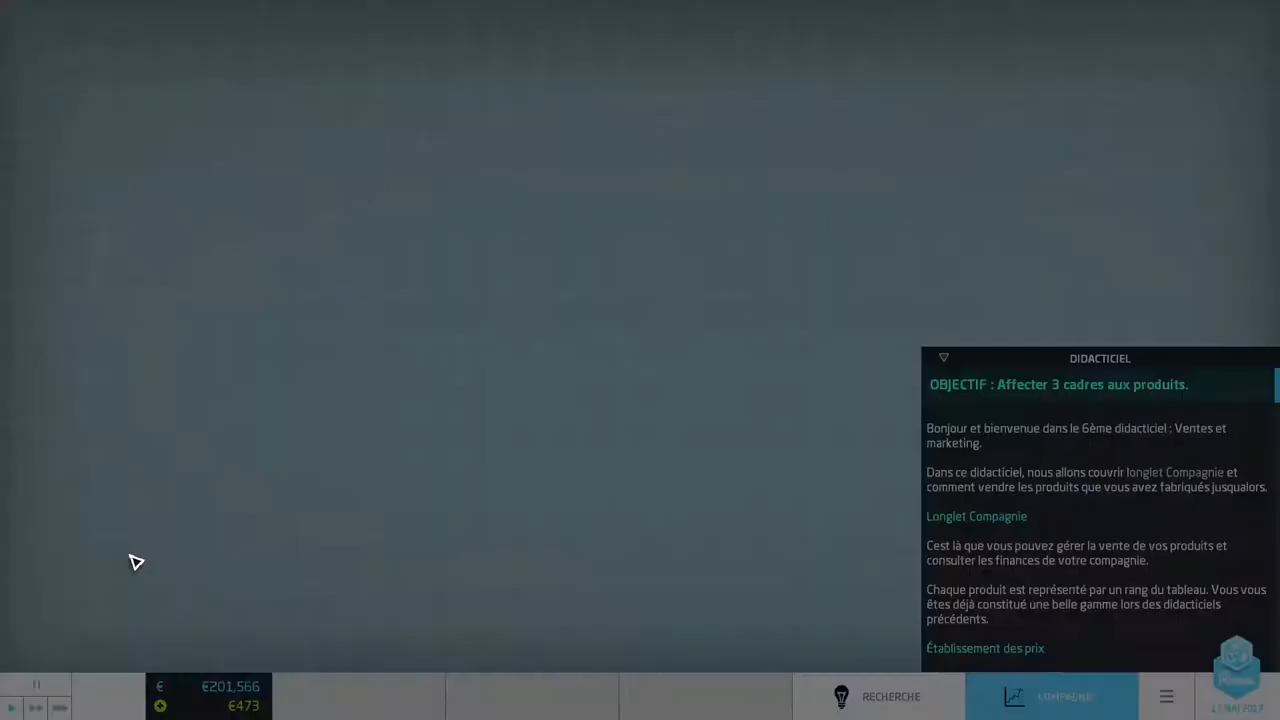 DIDACTICIEL
OBJECTIF : Affecter 3 cadres aux produits.
Bonjour et bienvenue dans le 6ème didacticiel : Ventes et
marketing.
Dans ce didacticiel, nous allons couvrir longlet Compagnie et
comment vendre les produits que vous avez fabriqués jusqualors.
Longlet Compagnie
Cest là que vous pouvez gérer la vente de vos produits et
consulter les finances de votre compagnie.
Chaque produit est représenté par un rang du tableau. Vous vous
êtes déjà constitué une belle gamme lors des didacticiels
précédents.
Établissement des prix
€ €201,566
€473
RECHERCHE
COMPAGNIE